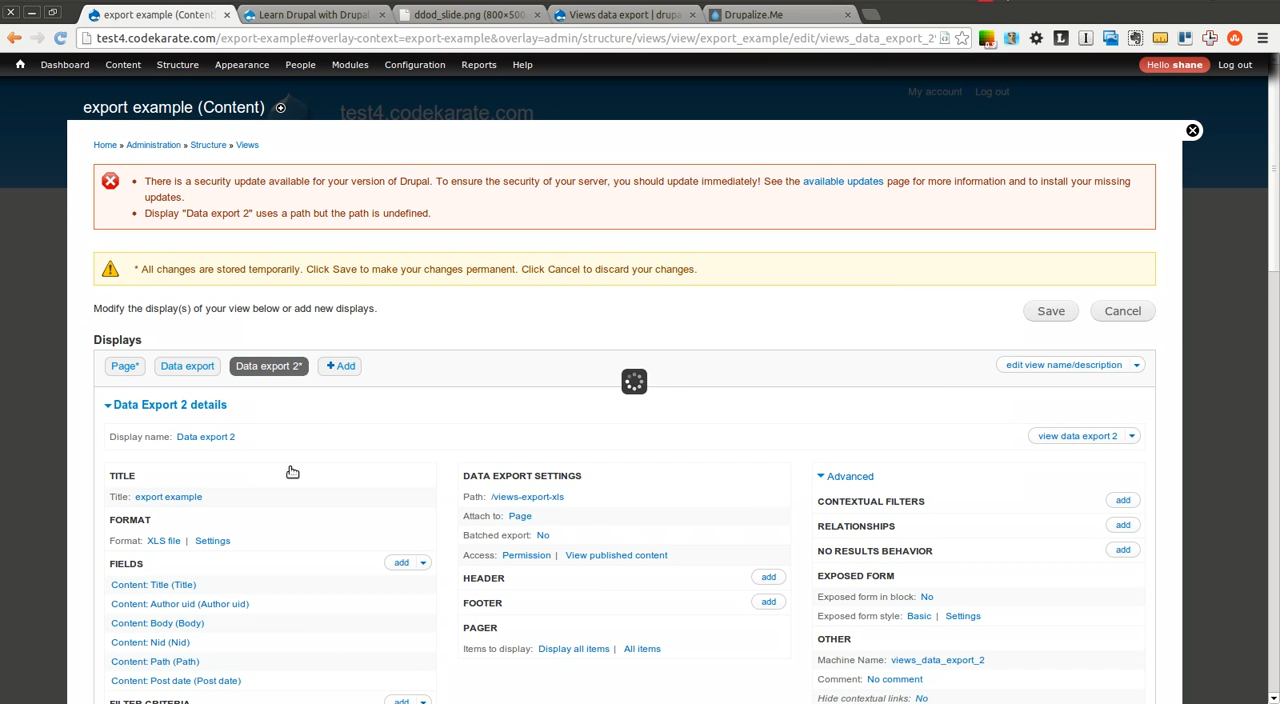 export example (Content
Learn Drupal with Drupal
ddod_slide.png (800×500
Views data export | drupa
Drupalize.Me
test4.codekarate.com/export-example#overlay-context=export-example&overlay=admin/structure/views/view/export_example/edit/views_data_export_2
Dashboard Content Structure Appearance People Modules Configuration Reports Help Hello shane Log out
export example (Content)
My account Log out
test4.codekarate.com
Home » Administration » Structure » Views
• There is a security update available for your version of Drupal. To ensure the security of your server, you should update immediately! See the available updates page for more information and to install your missing
updates.
• Display "Data export 2" uses a path but the path is undefined.
* All changes are stored temporarily. Click Save to make your changes permanent. Click Cancel to discard your changes.
Modify the display(s) of your view below or add new displays.
Save Cancel
Displays
Page* Data export Data export 2* Add edit view name/description
Data Export 2 details
Display name: Data export 2
view data export 2
TITLE
Title: export example
FORMAT
Format: XLS file | Settings
FIELDS add
Content: Title (Title)
Content: Author uid (Author uid)
Content: Body (Body)
Content: Nid (Nid)
Content: Path (Path)
Content: Post date (Post date)
FILTER CRITERIA add
DATA EXPORT SETTINGS
Path: /views-export-xls
Attach to: Page
Batched export: No
Access: Permission | View published content
HEADER add
FOOTER add
PAGER
Items to display: Display all items | All items
Advanced
CONTEXTUAL FILTERS add
RELATIONSHIPS add
NO RESULTS BEHAVIOR add
EXPOSED FORM
Exposed form in block: No
Exposed form style: Basic | Settings
OTHER
Machine Name: views_data_export_2
Comment: No comment
Hide contextual links: No